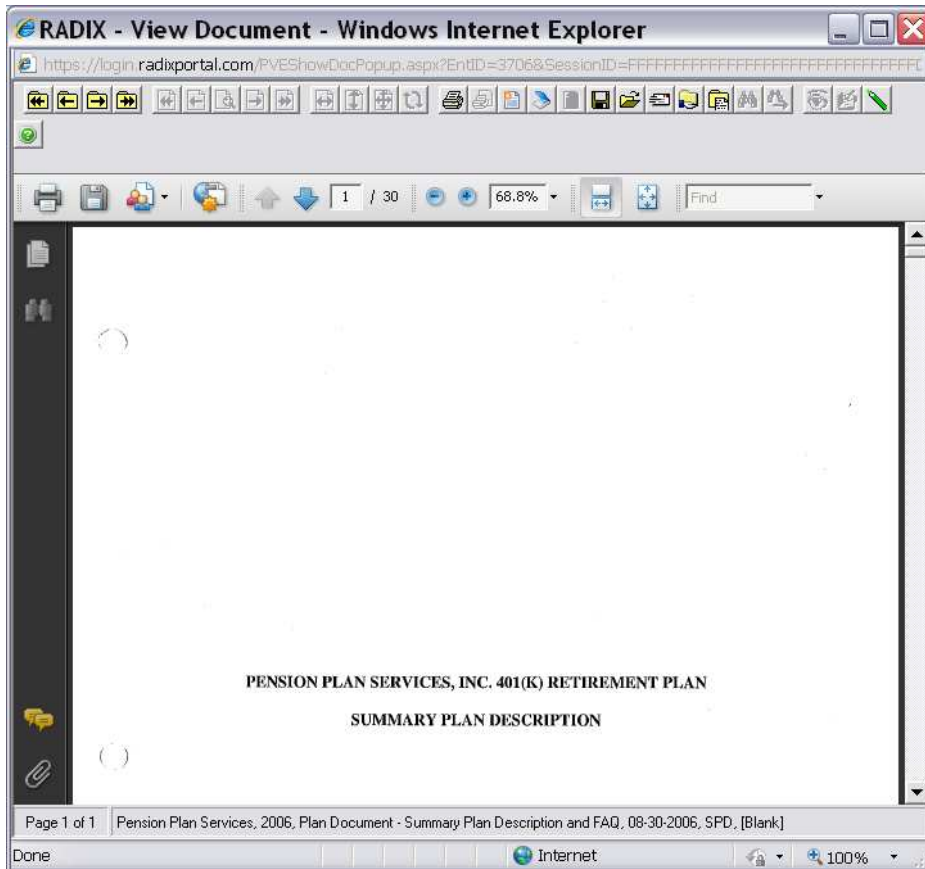 RADIX - View Document - Windows Internet Explorer
https://login.radixportal.com/PVEShowDocPopup.aspx?EntID=3706&SessionID=
1 / 30 68.8% Find
PENSION PLAN SERVICES, INC. 401(K) RETIREMENT PLAN
SUMMARY PLAN DESCRIPTION
Page 1 of 1 Pension Plan Services, 2006, Plan Document - Summary Plan Description and FAQ, 08-30-2006, SPD, [Blank]
Done Internet 100%